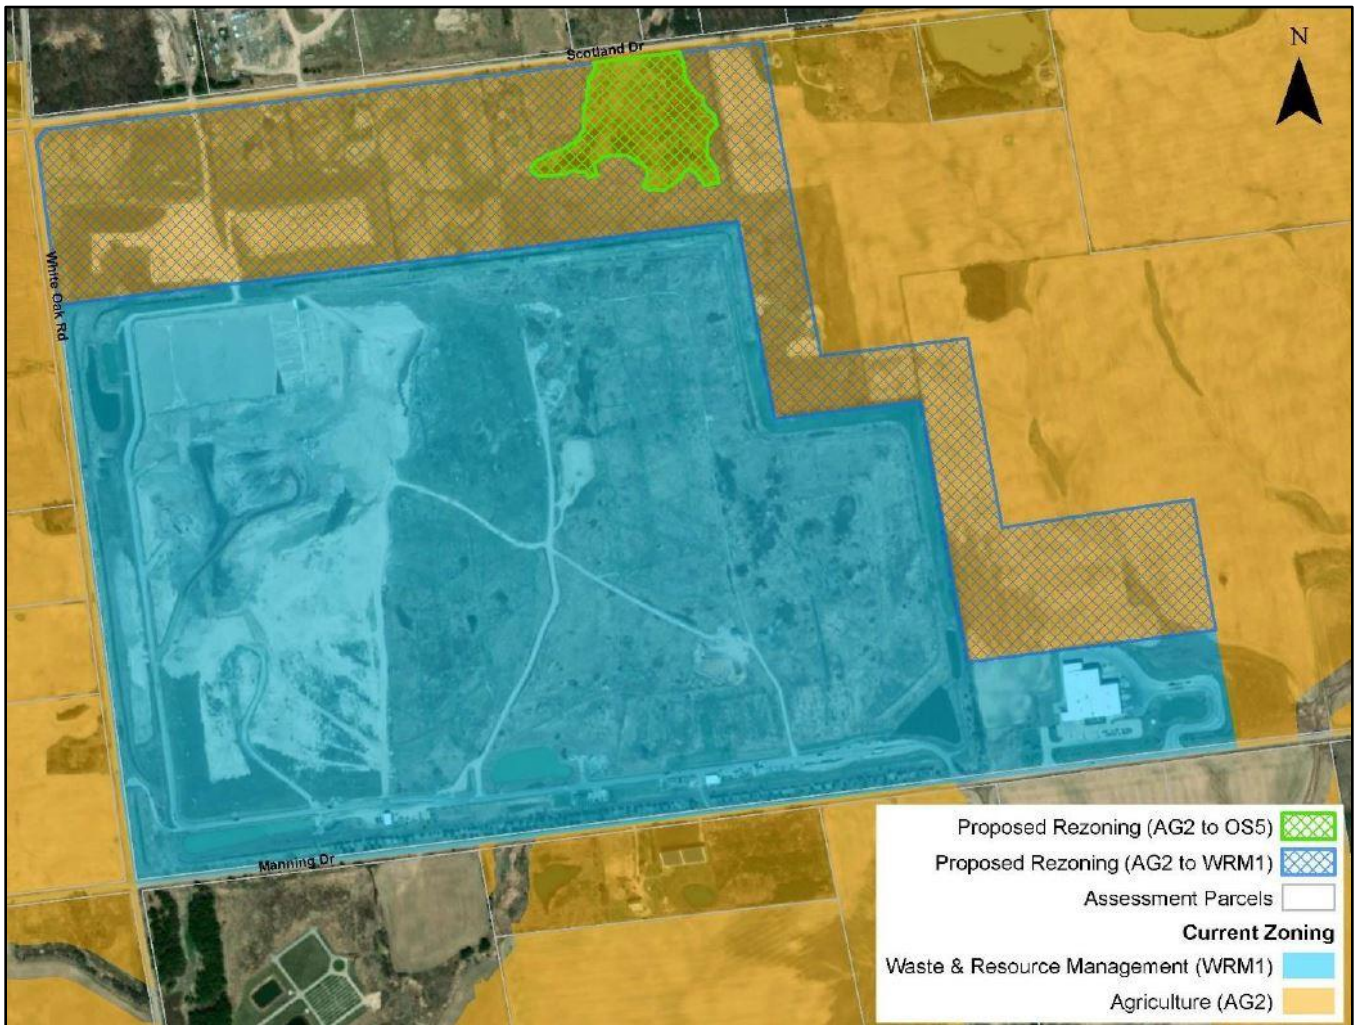 Scotland Dr
N
White Oak Rd
Manning Dr
Proposed Rezoning (AG2 to OS5)
Proposed Rezoning (AG2 to WRM1)
Assessment Parcels
Current Zoning
Waste & Resource Management (WRM1)
Agriculture (AG2)